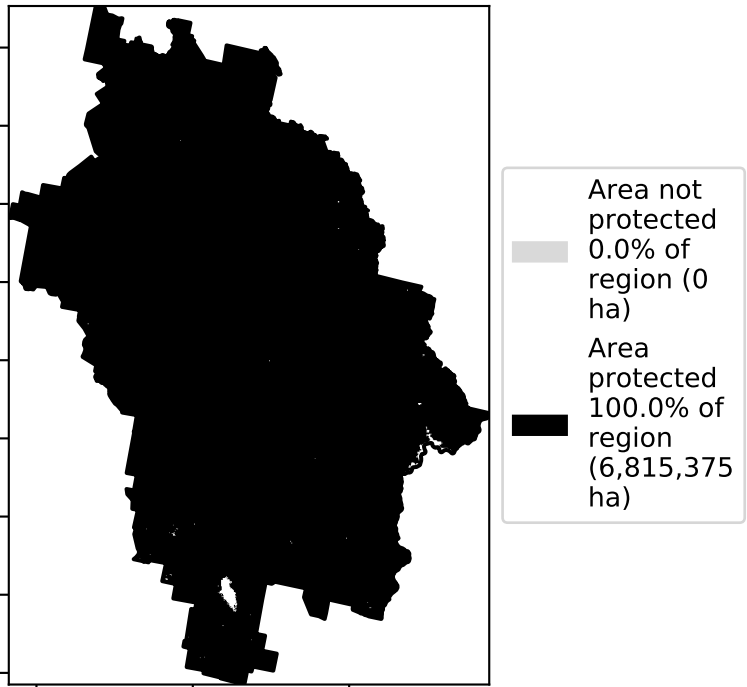 Area not
protected
0.0% of
region (0
ha)
Area
protected
100.0% of
region
(6,815,375
ha)